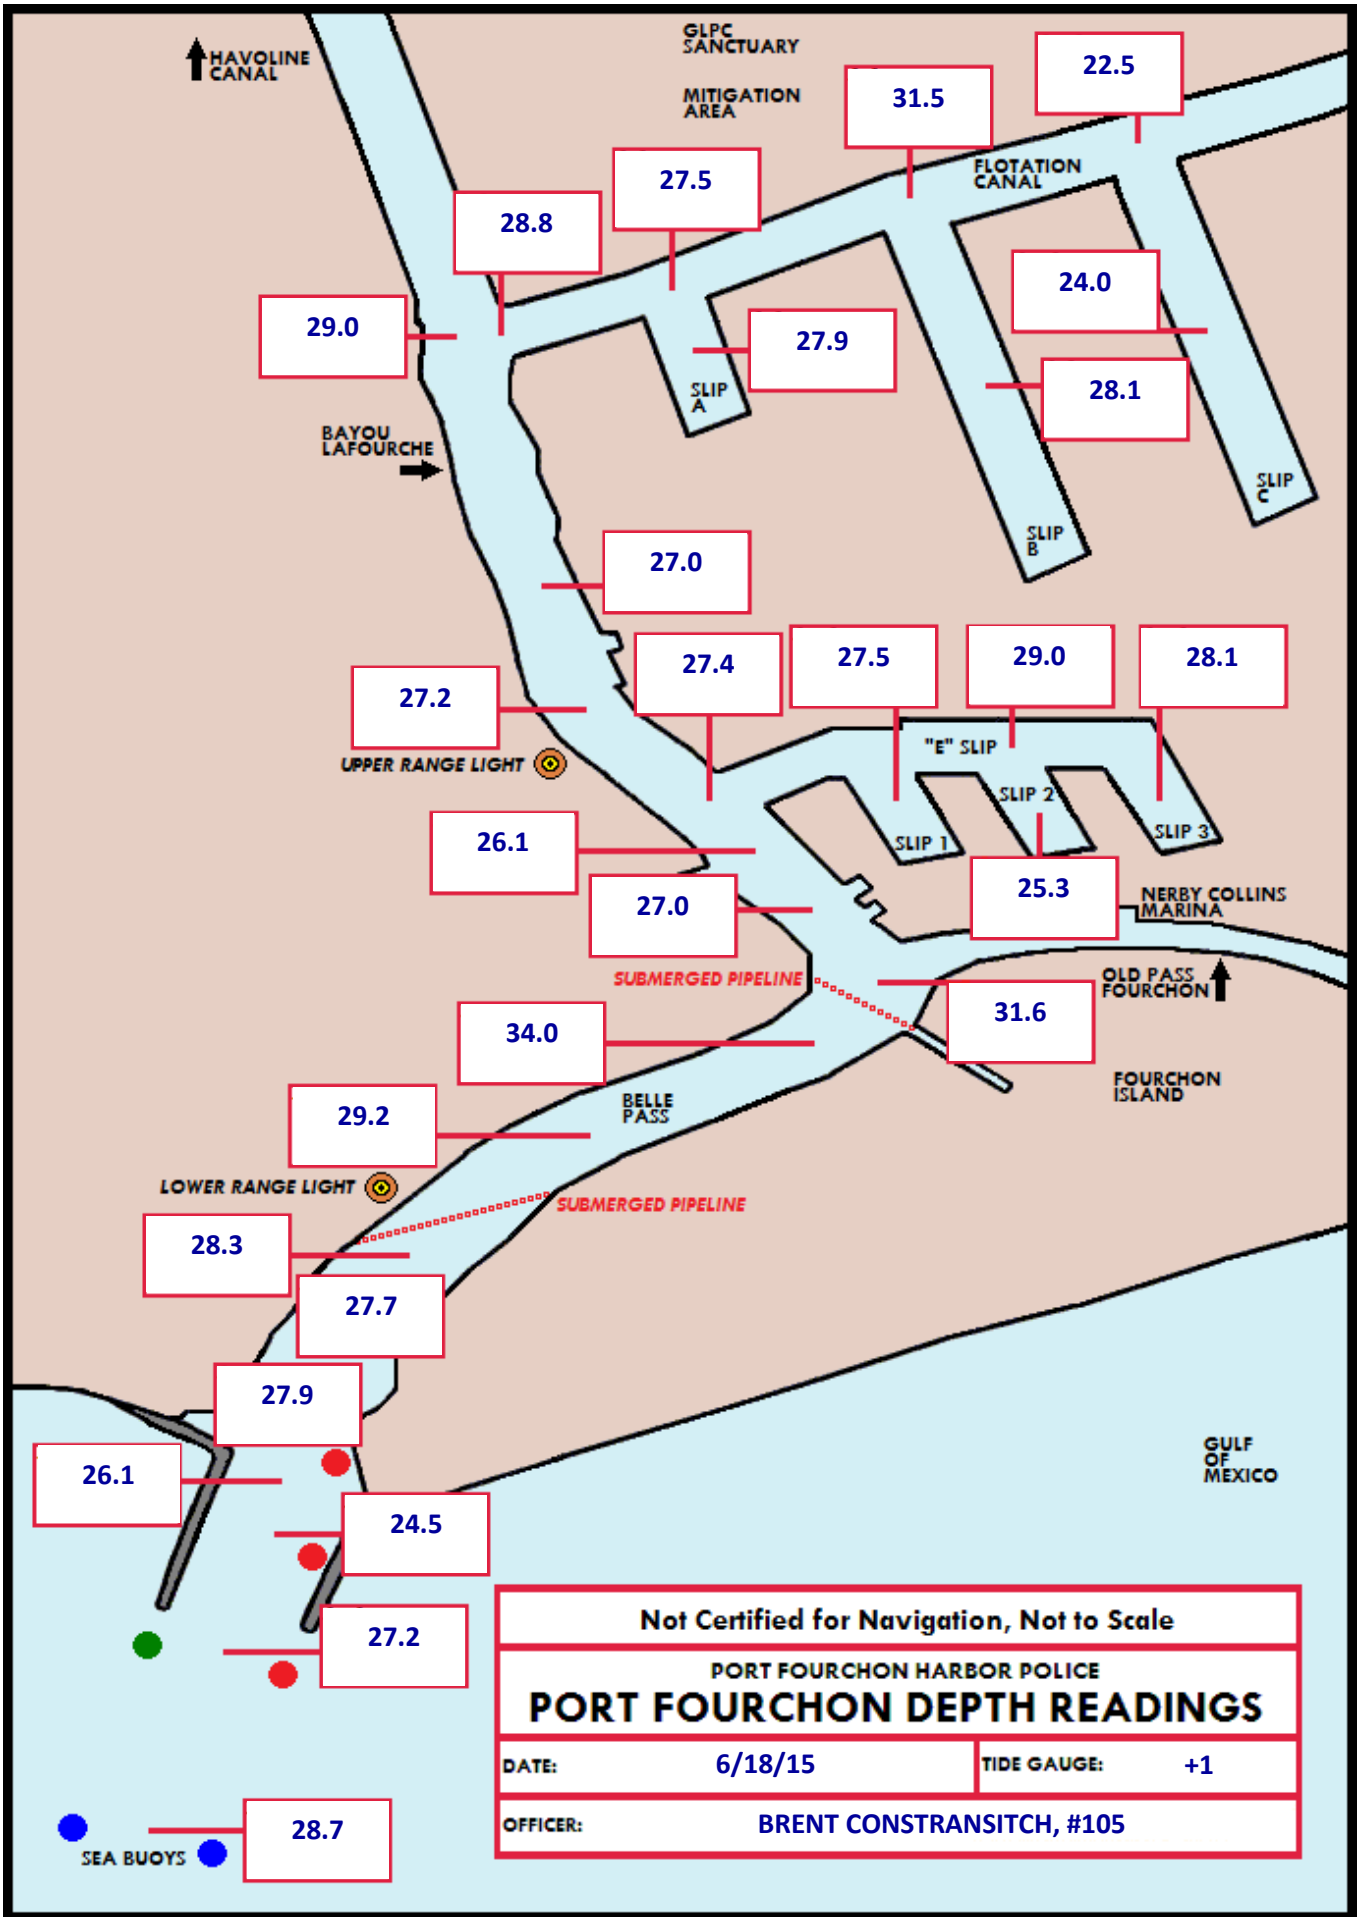 GLPC
SANCTUARY
HAVOLINE
CANAL
22.5
MITIGATION
AREA
31.5
FLOTATION
CANAL
27.5
28.8
24.0
29.0
27.9
28.1
SLIP
A
BAYOU
LAFOURCHE
SLIP
C
SLIP
B
27.0
27.4
27.5
29.0
28.1
27.2
"E" SLIP
UPPER RANGE LIGHT
SLIP 2
26.1
SLIP 1
SLIP 3
27.0
25.3
NERBY COLLINS
MARINA
SUBMERGED PIPELINE
OLD PASS
FOURCHON
31.6
34.0
FOURCHON
ISLAND
BELLE
PASS
29.2
LOWER RANGE LIGHT
SUBMERGED PIPELINE
28.3
27.7
27.9
GULF
OF
MEXICO
26.1
24.5
27.2
Not Certified for Navigation, Not to Scale
PORT FOURCHON HARBOR POLICE
PORT FOURCHON DEPTH READINGS
DATE: 6/18/15 TIDE GAUGE: +1
OFFICER: BRENT CONSTRANSITCH, #105
28.7
SEA BUOYS